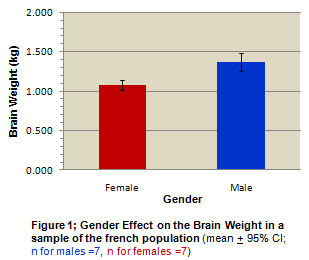 2.000
1.500
1.000
0.500
0.000
Brain Weight (kg)
Female Male
Gender
Figure 1; Gender Effect on the Brain Weight in a
sample of the french population (mean ± 95% CI;
n for males =7, n for females =7)